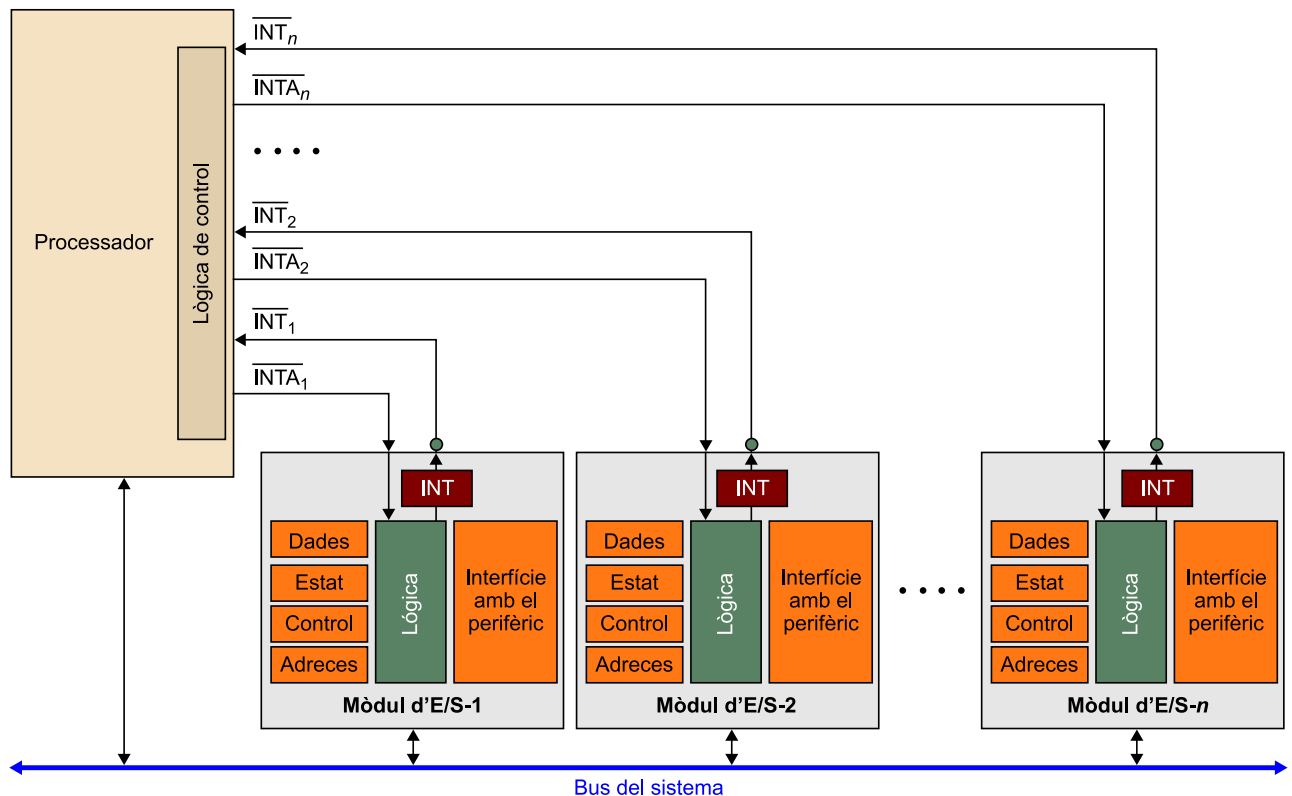 INTₙ
INTAₙ
Processador
Lògica de control
INT₂
INTA₂
INT₁
INTA₁
INT
Dades
Estat
Control
Adreces
Lógica
Interfície
amb el
perifèric
Mòdul d’E/S-1
INT
Dades
Estat
Control
Adreces
Lògica
Interfície
amb el
perifèric
Mòdul d’E/S-2
INT
Dades
Estat
Control
Adreces
Lògica
Interfície
amb el
perifèric
Mòdul d’E/S-n
Bus del sistema